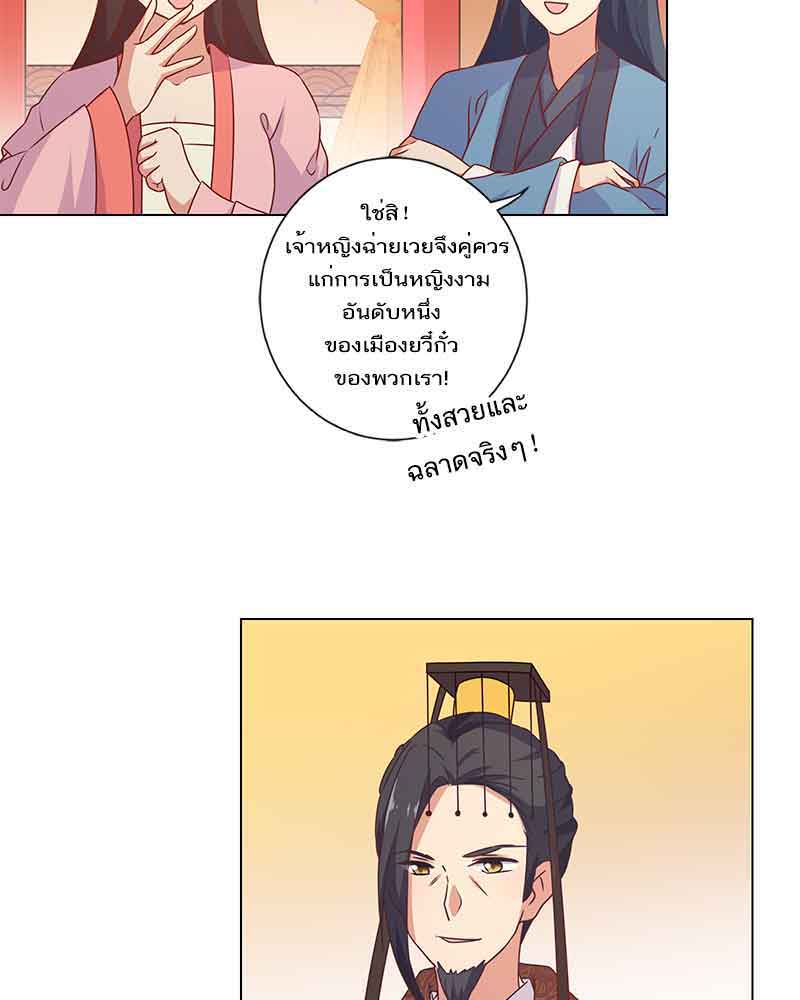 ใช่สิ!
เจ้าหญิงฉ่ายเวยจึงคู่ควร
แก่การเป็นหญิงงาม
อันดับหนึ่ง
ของเมืองยวี่กั๋ว
ของพวกเรา!
ทั้งสวยและ
ฉลาดจริงๆ!